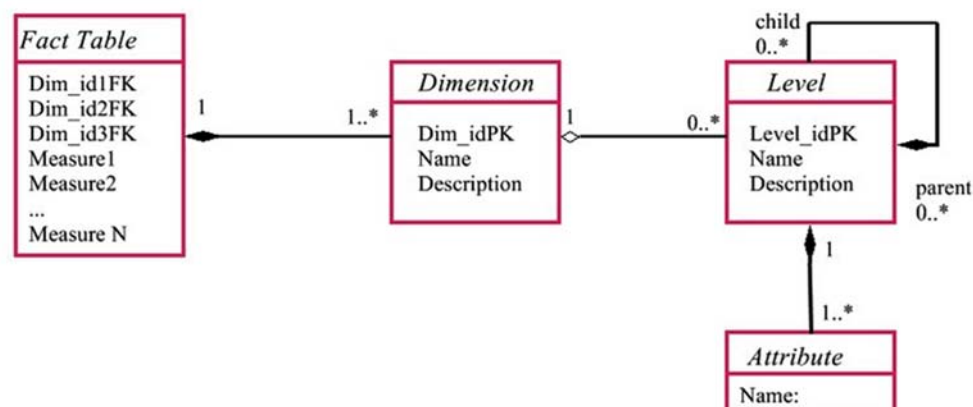 Fact Table
Dim_id1FK
Dim_id2FK
Dim_id3FK
Measure1
Measure2
...
Measure N
1
1..*
Dimension
Dim_idPK
Name
Description
1
0..*
child
0..*
Level
Level_idPK
Name
Description
parent
0..*
1
1..*
Attribute
Name: